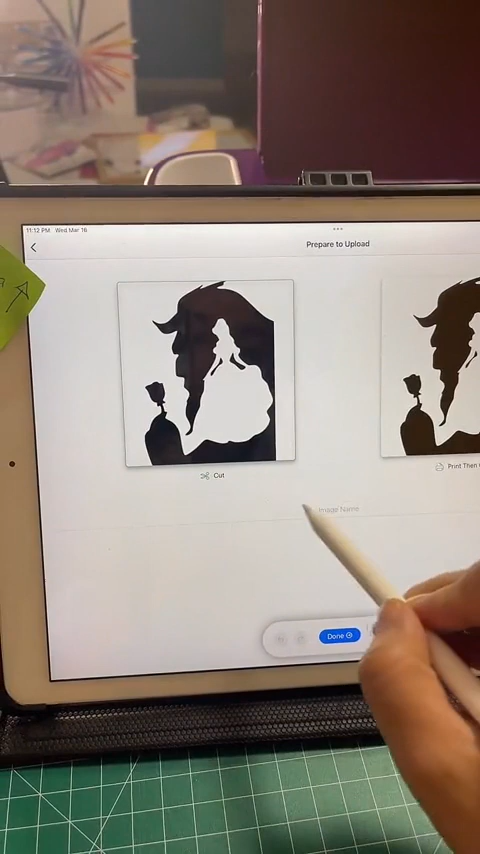 11:12 PM Wed Mar 16
Prepare to Upload
Cut
Print Then
Image Name
Done